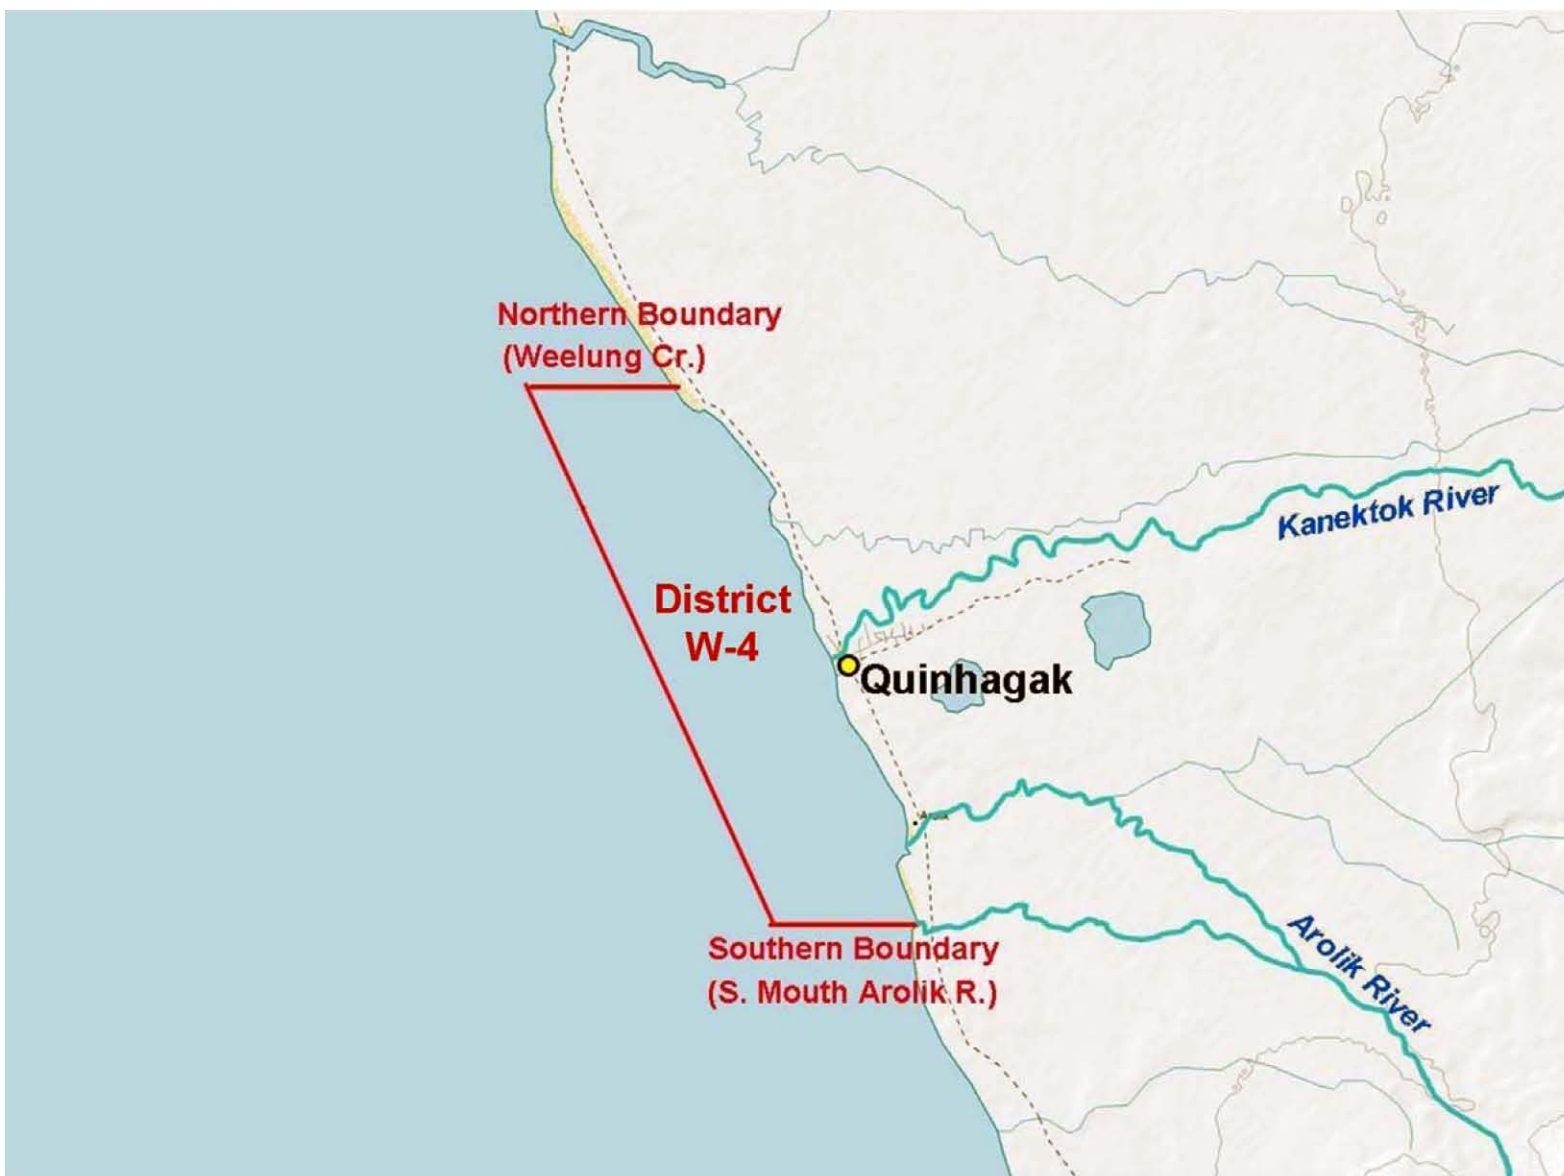 Northern Boundary
(Weelung Cr.)
Kanektok River
District
W-4
Quinhagak
Arolik River
Southern Boundary
(S. Mouth Arolik R.)